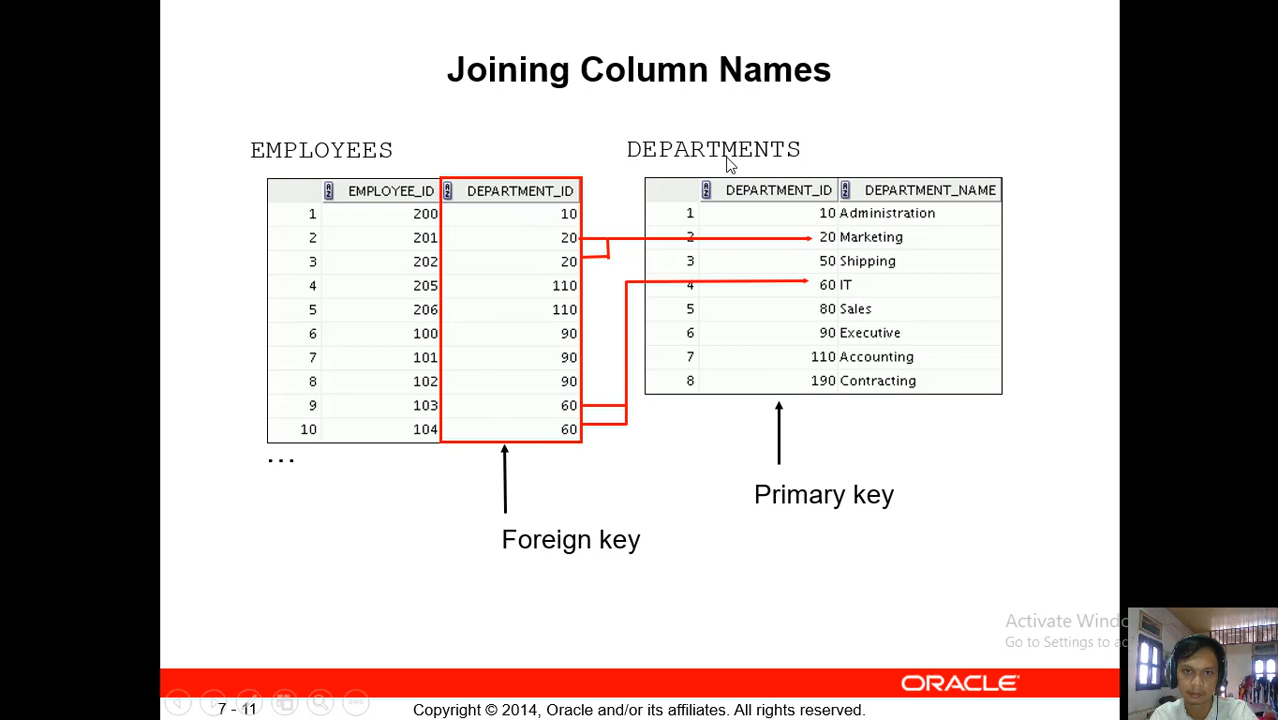 Joining Column Names
EMPLOYEES
DEPARTMENTS
EMPLOYEE_ID DEPARTMENT_ID
1 200 10
2 201 20
3 202 20
4 205 110
5 206 110
6 100 90
7 101 90
8 102 90
9 103 60
10 104 60
...
DEPARTMENT_ID DEPARTMENT_NAME
1 10 Administration
2 20 Marketing
3 50 Shipping
4 60 IT
5 80 Sales
6 90 Executive
7 110 Accounting
8 190 Contracting
Primary key
Foreign key
Activate Windo
Go to Settings to ac
ORACLE
7 - 11
Copyright © 2014, Oracle and/or its affiliates. All rights reserved.